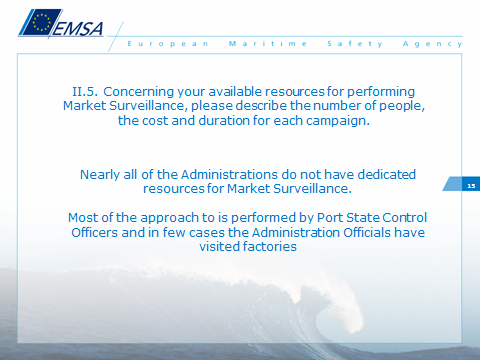 EMSA
European Maritime Safety Agency
II.5. Concerning your available resources for performing
Market Surveillance, please describe the number of people,
the cost and duration for each campaign.
Nearly all of the Administrations do not have dedicated
resources for Market Surveillance.
15
Most of the approach to is performed by Port State Control
Officers and in few cases the Administration Officials have
visited factories